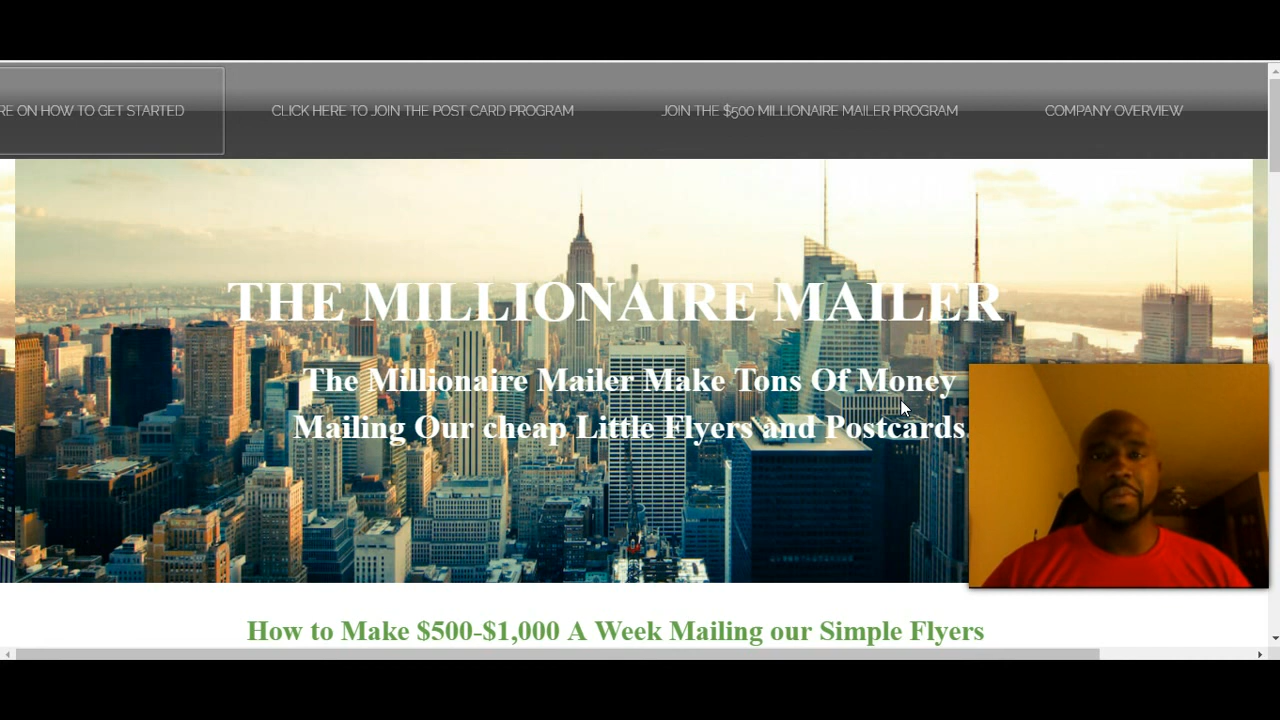 RE ON HOW TO GET STARTED
CLICK HERE TO JOIN THE POST CARD PROGRAM
JOIN THE $500 MILLIONAIRE MAILER PROGRAM
COMPANY OVERVIEW
THE MILLIONAIRE MAILER
The Millionaire Mailer Make Tons Of Money
Mailing Our cheap Little Flyers and Postcards
How to Make $500-$1,000 A Week Mailing our Simple Flyers